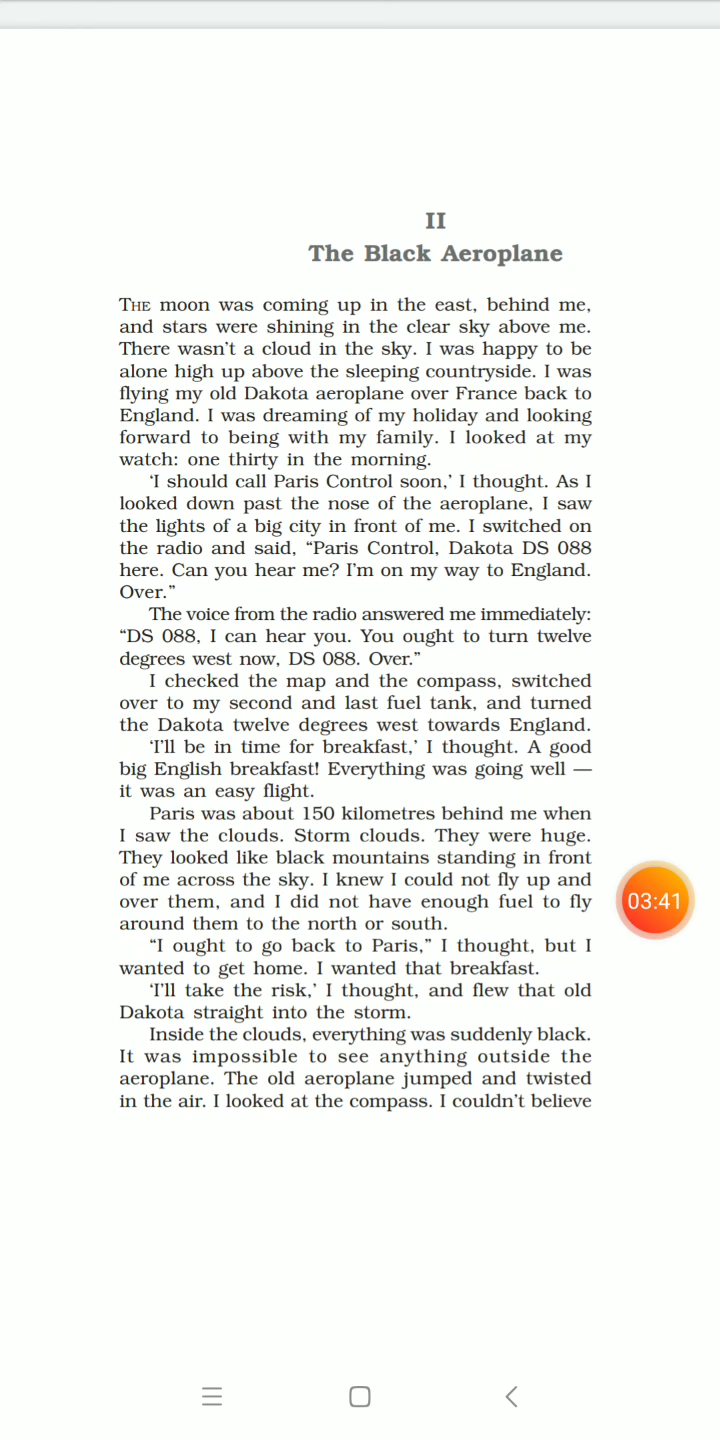 II
The Black Aeroplane
THE moon was coming up in the east, behind me,
and stars were shining in the clear sky above me.
There wasn’t a cloud in the sky. I was happy to be
alone high up above the sleeping countryside. I was
flying my old Dakota aeroplane over France back to
England. I was dreaming of my holiday and looking
forward to being with my family. I looked at my
watch: one thirty in the morning.
‘I should call Paris Control soon,’ I thought. As I
looked down past the nose of the aeroplane, I saw
the lights of a big city in front of me. I switched on
the radio and said, “Paris Control, Dakota DS 088
here. Can you hear me? I’m on my way to England.
Over.”
The voice from the radio answered me immediately:
“DS 088, I can hear you. You ought to turn twelve
degrees west now, DS 088. Over.”
I checked the map and the compass, switched
over to my second and last fuel tank, and turned
the Dakota twelve degrees west towards England.
‘I’ll be in time for breakfast,’ I thought. A good
big English breakfast! Everything was going well —
it was an easy flight.
Paris was about 150 kilometres behind me when
I saw the clouds. Storm clouds. They were huge.
They looked like black mountains standing in front
of me across the sky. I knew I could not fly up and
over them, and I did not have enough fuel to fly
around them to the north or south.
“I ought to go back to Paris,” I thought, but I
wanted to get home. I wanted that breakfast.
‘I’ll take the risk,’ I thought, and flew that old
Dakota straight into the storm.
Inside the clouds, everything was suddenly black.
It was impossible to see anything outside the
aeroplane. The old aeroplane jumped and twisted
in the air. I looked at the compass. I couldn’t believe
03:41